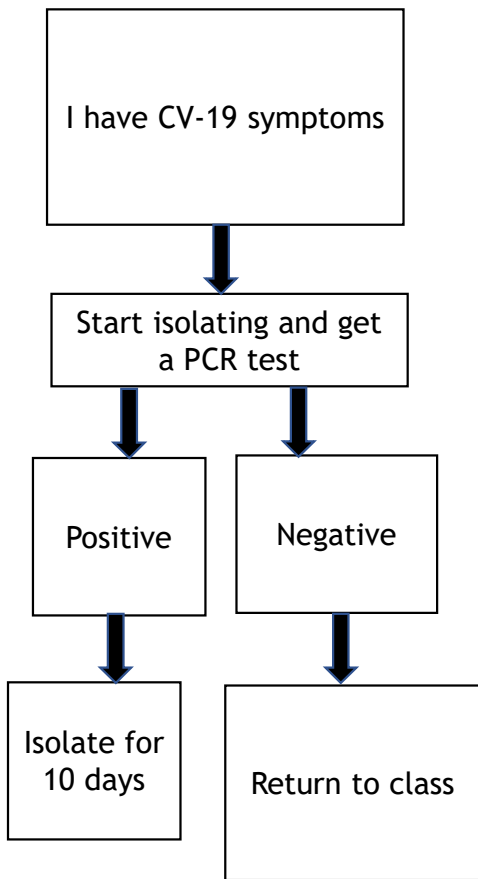 I have CV-19 symptoms
Start isolating and get
a PCR test
Positive
Negative
Isolate for
10 days
Return to class